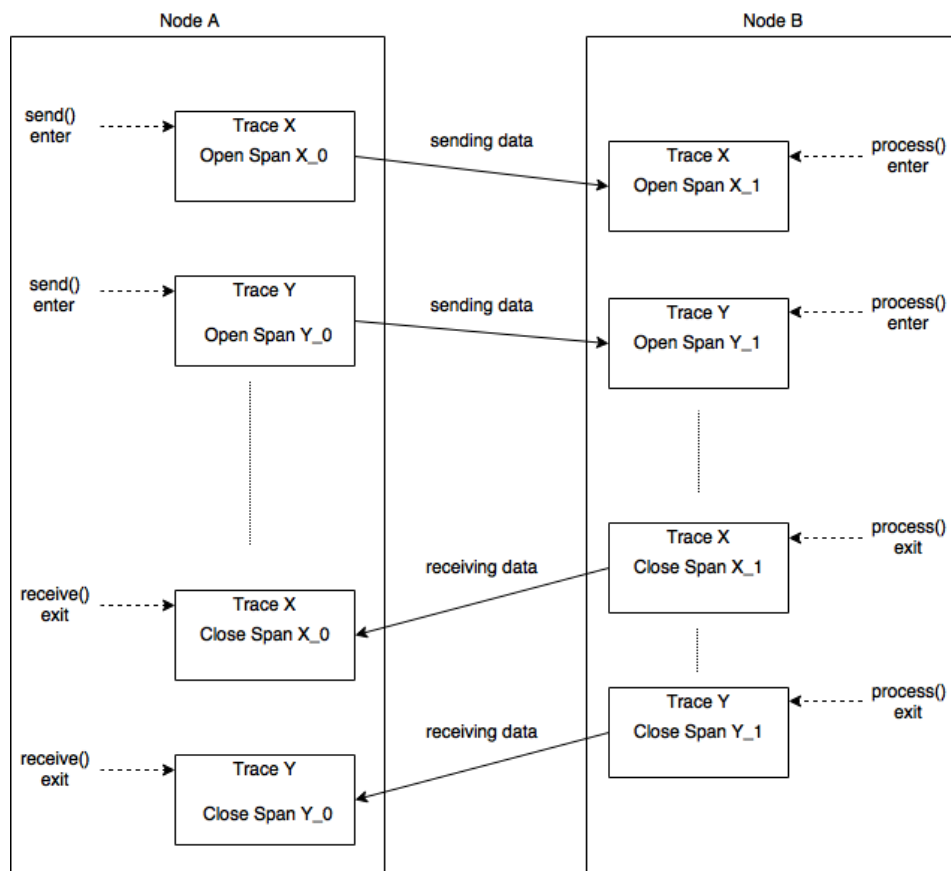 Node A
Node B
send()
enter
Trace X
Open Span X_0
sending data
Trace X
Open Span X_1
process()
enter
send()
enter
Trace Y
Open Span Y_0
sending data
Trace Y
Open Span Y_1
process()
enter
receive()
exit
Trace X
Close Span X_0
receiving data
Trace X
Close Span X_1
process()
exit
receive()
exit
Trace Y
Close Span Y_0
receiving data
Trace Y
Close Span Y_1
process()
exit